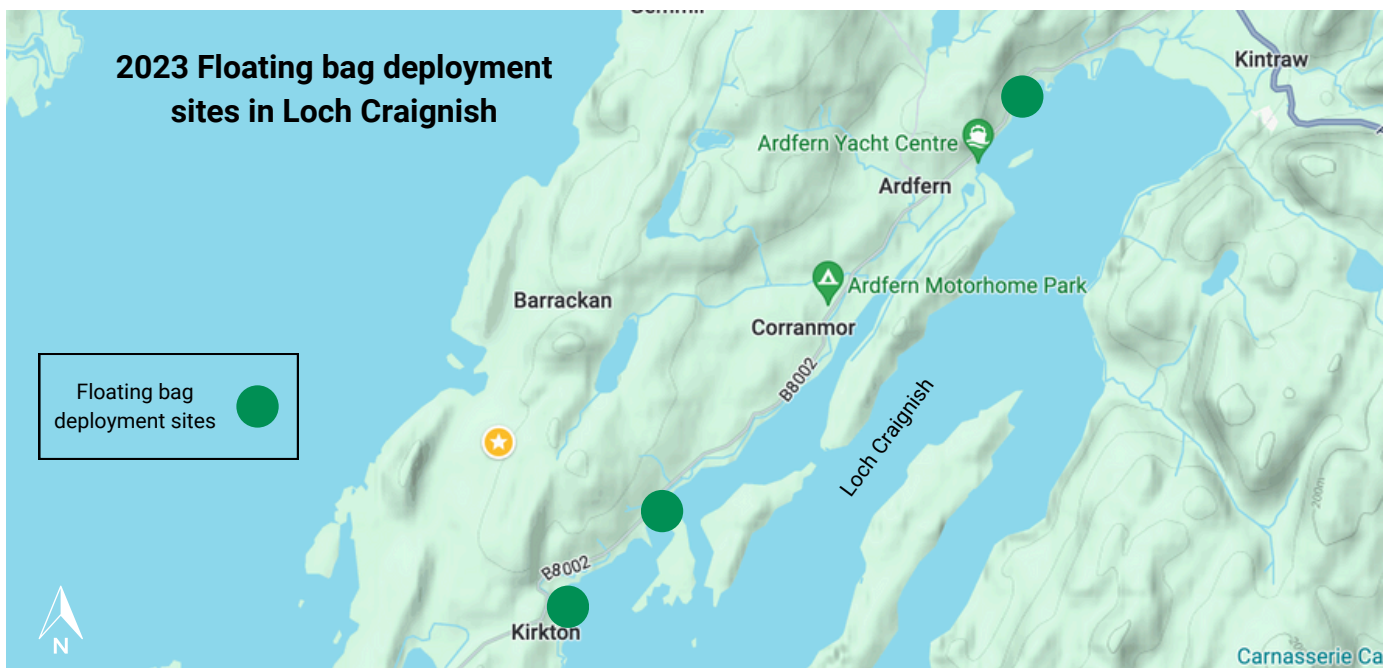 2023 Floating bag deployment
sites in Loch Craignish
Kintraw
Ardfern Yacht Centre
Ardfern
Ardfern Motorhome Park
Barrackan
Corranmor
B8002
Floating bag
deployment sites
Loch Craignish
200m
B8002
Kirkton
N
Carnasserie Ca